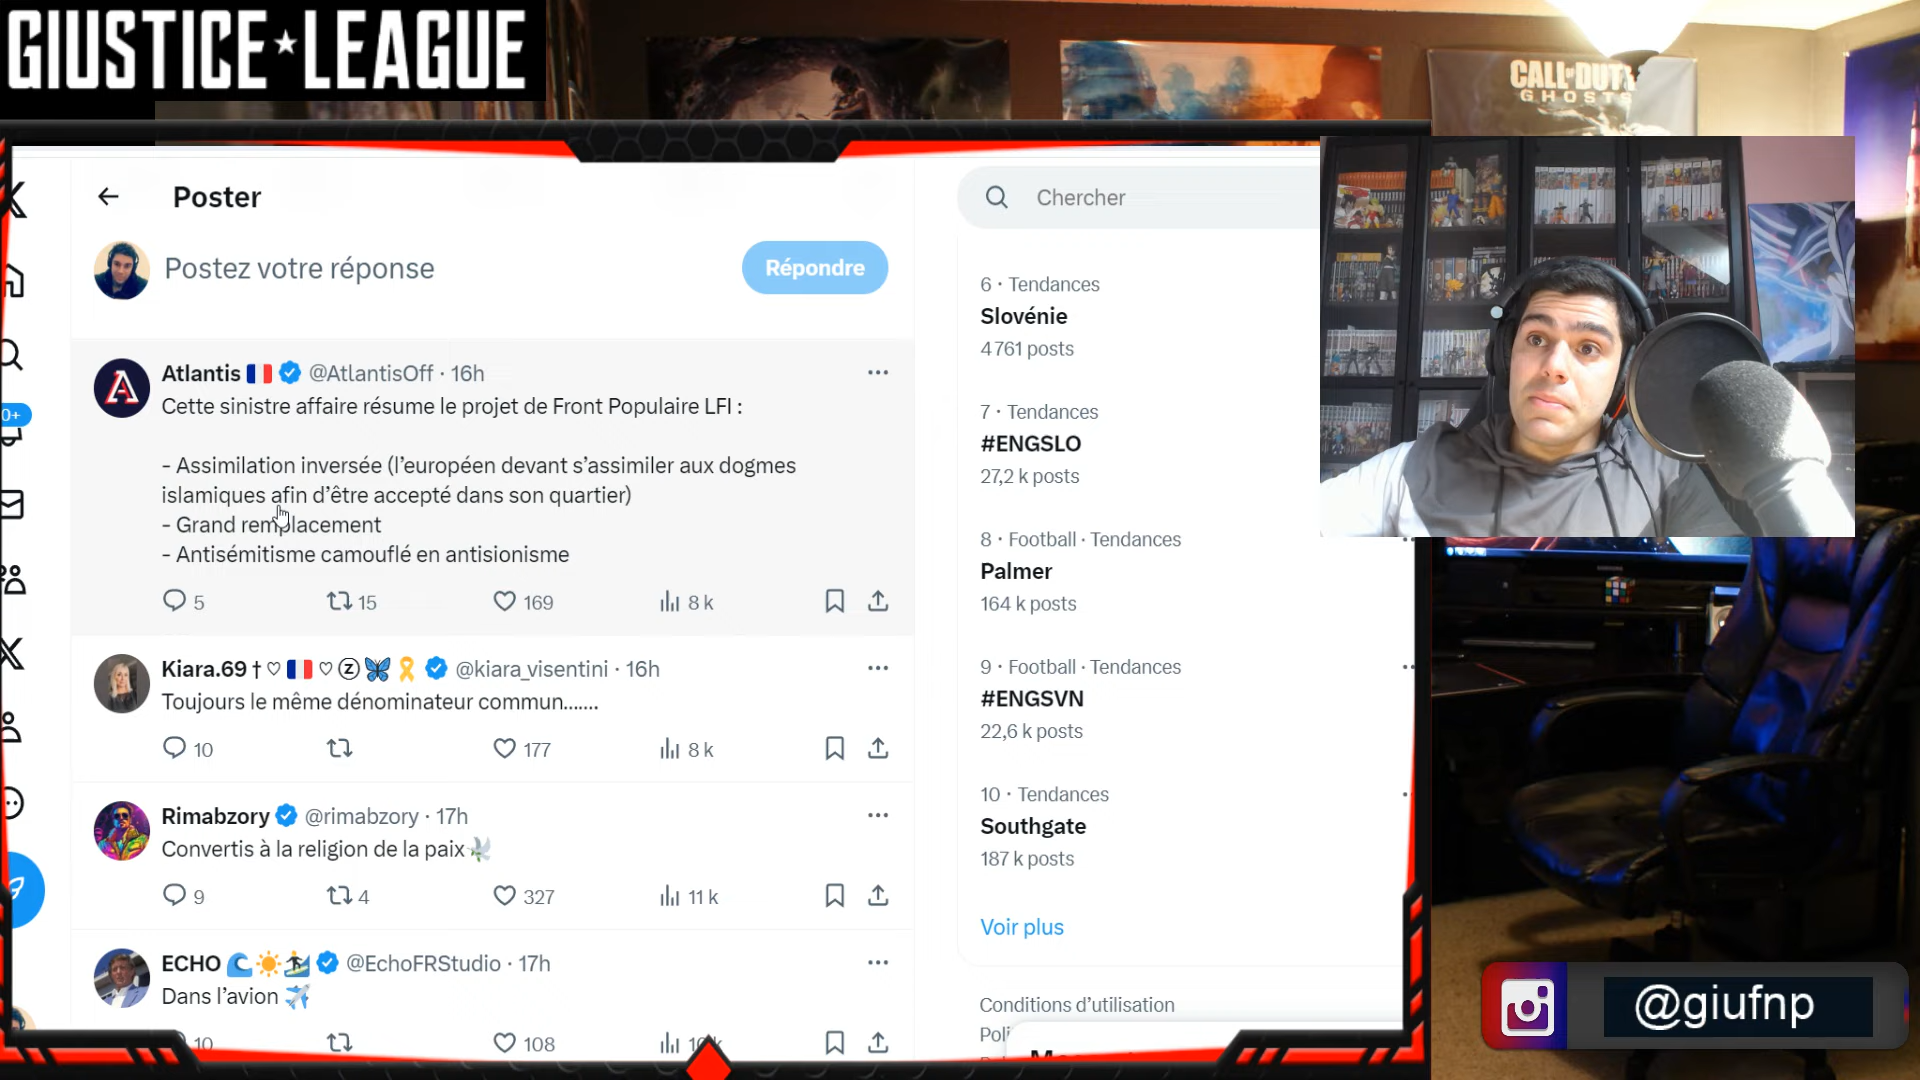 GIUSTICE★LEAGUE
CALL OF DUTY
GHOSTS
Poster
Chercher
Postez votre réponse
Répondre
Atlantis 🇫🇷 @AtlantisOff · 16h
Cette sinistre affaire résume le projet de Front Populaire LFI :
- Assimilation inversée (l’européen devant s’assimiler aux dogmes
islamiques afin d’être accepté dans son quartier)
- Grand remplacement
- Antisémitisme camouflé en antisionisme
5 15 169 8 k
Kiara.69 † ♡ 🇫🇷 ♡ ⓩ 🦋 🎗 @kiara_visentini · 16h
Toujours le même dénominateur commun.......
10 177 8 k
Rimabzory @rimabzory · 17h
Convertis à la religion de la paix 🕊
9 4 327 11 k
ECHO 🌊☀️🏄 @EchoFRStudio · 17h
Dans l’avion ✈️
10 108
6 · Tendances
Slovénie
4 761 posts
7 · Tendances
#ENGSLO
27,2 k posts
8 · Football · Tendances
Palmer
164 k posts
9 · Football · Tendances
#ENGSVN
22,6 k posts
10 · Tendances
Southgate
187 k posts
Voir plus
Conditions d’utilisation
@giufnp